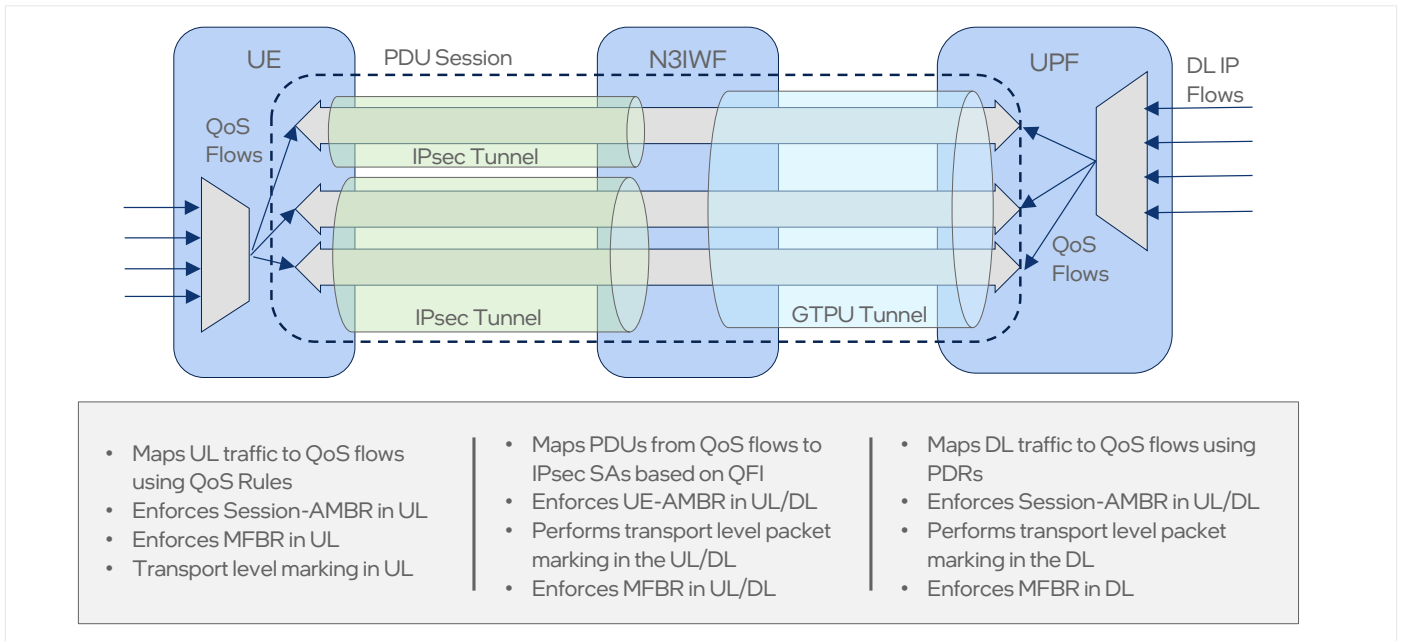 UE
PDU Session
N3IWF
UPF
DL IP
Flows
QoS
Flows
IPsec Tunnel
QoS
Flows
IPsec Tunnel
GTPU Tunnel
• Maps UL traffic to QoS flows
using QoS Rules
• Enforces Session-AMBR in UL
• Enforces MFBR in UL
• Transport level marking in UL
• Maps PDUs from QoS flows to
IPsec SAs based on QFI
• Enforces UE-AMBR in UL/DL
• Performs transport level packet
marking in the UL/DL
• Enforces MFBR in UL/DL
• Maps DL traffic to QoS flows using
PDRs
• Enforces Session-AMBR in UL/DL
• Performs transport level packet
marking in the DL
• Enforces MFBR in DL